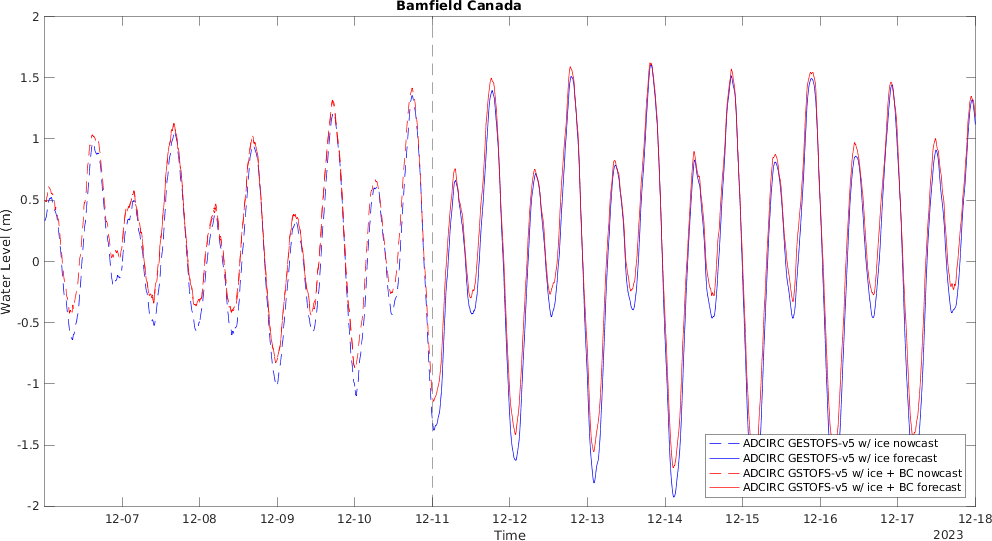 Bamfield Canada
2
1.5
1
0.5
0
-0.5
-1
-1.5
-2
Water Level (m)
ADCIRC GESTOFS-v5 w/ ice nowcast
ADCIRC GESTOFS-v5 w/ ice forecast
ADCIRC GSTOFS-v5 w/ ice + BC nowcast
ADCIRC GSTOFS-v5 w/ ice + BC forecast
12-07 12-08 12-09 12-10 12-11 12-12 12-13 12-14 12-15 12-16 12-17 12-18
Time
2023